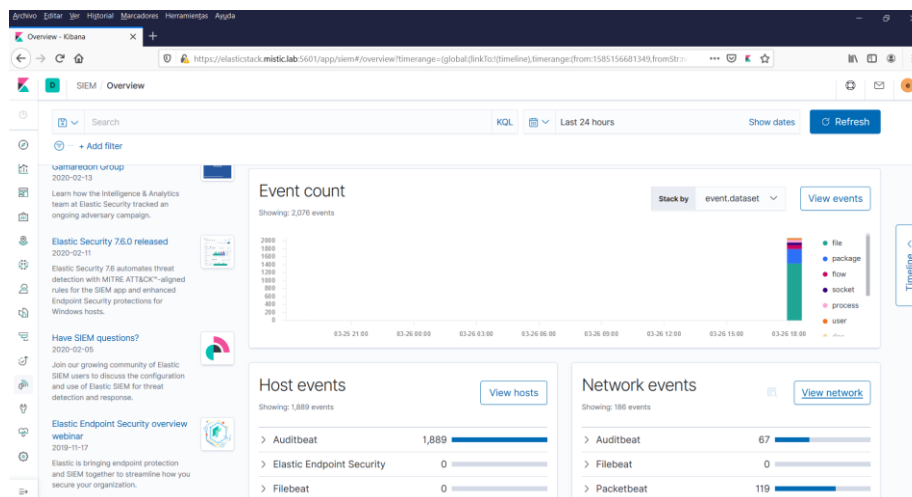 Archivo Editar Ver Historial Marcadores Herramientas Ayuda
Overview - Kibana
https://elasticstack.mistic.lab:5601/app/siem#/overview?timerange=(global:(linkTo:!(timeline),timerange:(from:1585156681349,fromStr:n
D SIEM / Overview e
Search KQL Last 24 hours Show dates Refresh
+ Add filter
Gamaredon Group
2020-02-13
Learn how the Intelligence & Analytics
team at Elastic Security tracked an
ongoing adversary campaign.
Elastic Security 7.6.0 released
2020-02-11
Elastic Security 7.6 automates threat
detection with MITRE ATT&CK™-aligned
rules for the SIEM app and enhanced
Endpoint Security protections for
Windows hosts.
Have SIEM questions?
2020-02-05
Join our growing community of Elastic
SIEM users to discuss the configuration
and use of Elastic SIEM for threat
detection and response.
Elastic Endpoint Security overview
webinar
2019-11-17
Elastic is bringing endpoint protection
and SIEM together to streamline how you
secure your organization.
Event count
Showing: 2,076 events
Stack by event.dataset View events
2000
1800
1600
1400
1200
1000
800
600
400
200
0
03-25 21:00 03-26 00:00 03-26 03:00 03-26 06:00 03-26 09:00 03-26 12:00 03-26 15:00 03-26 18:00
file
package
flow
socket
process
user
Timeline
Host events
Showing: 1,889 events
View hosts
Auditbeat 1,889
Elastic Endpoint Security 0
Filebeat 0
Network events
Showing: 186 events
View network
Auditbeat 67
Filebeat 0
Packetbeat 119